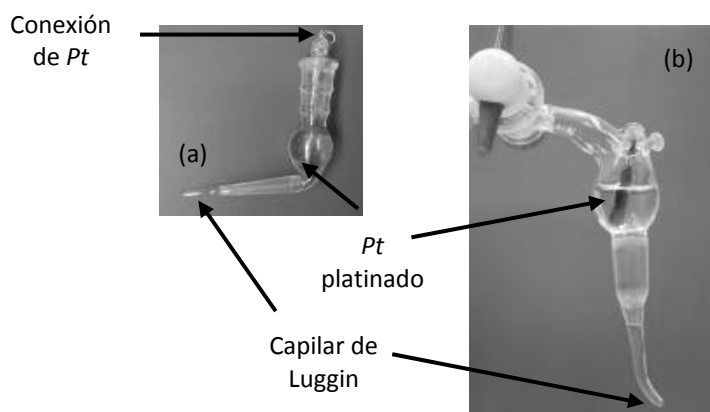 Conexión
de Pt
(a)
(b)
Pt
platinado
Capilar de
Luggin